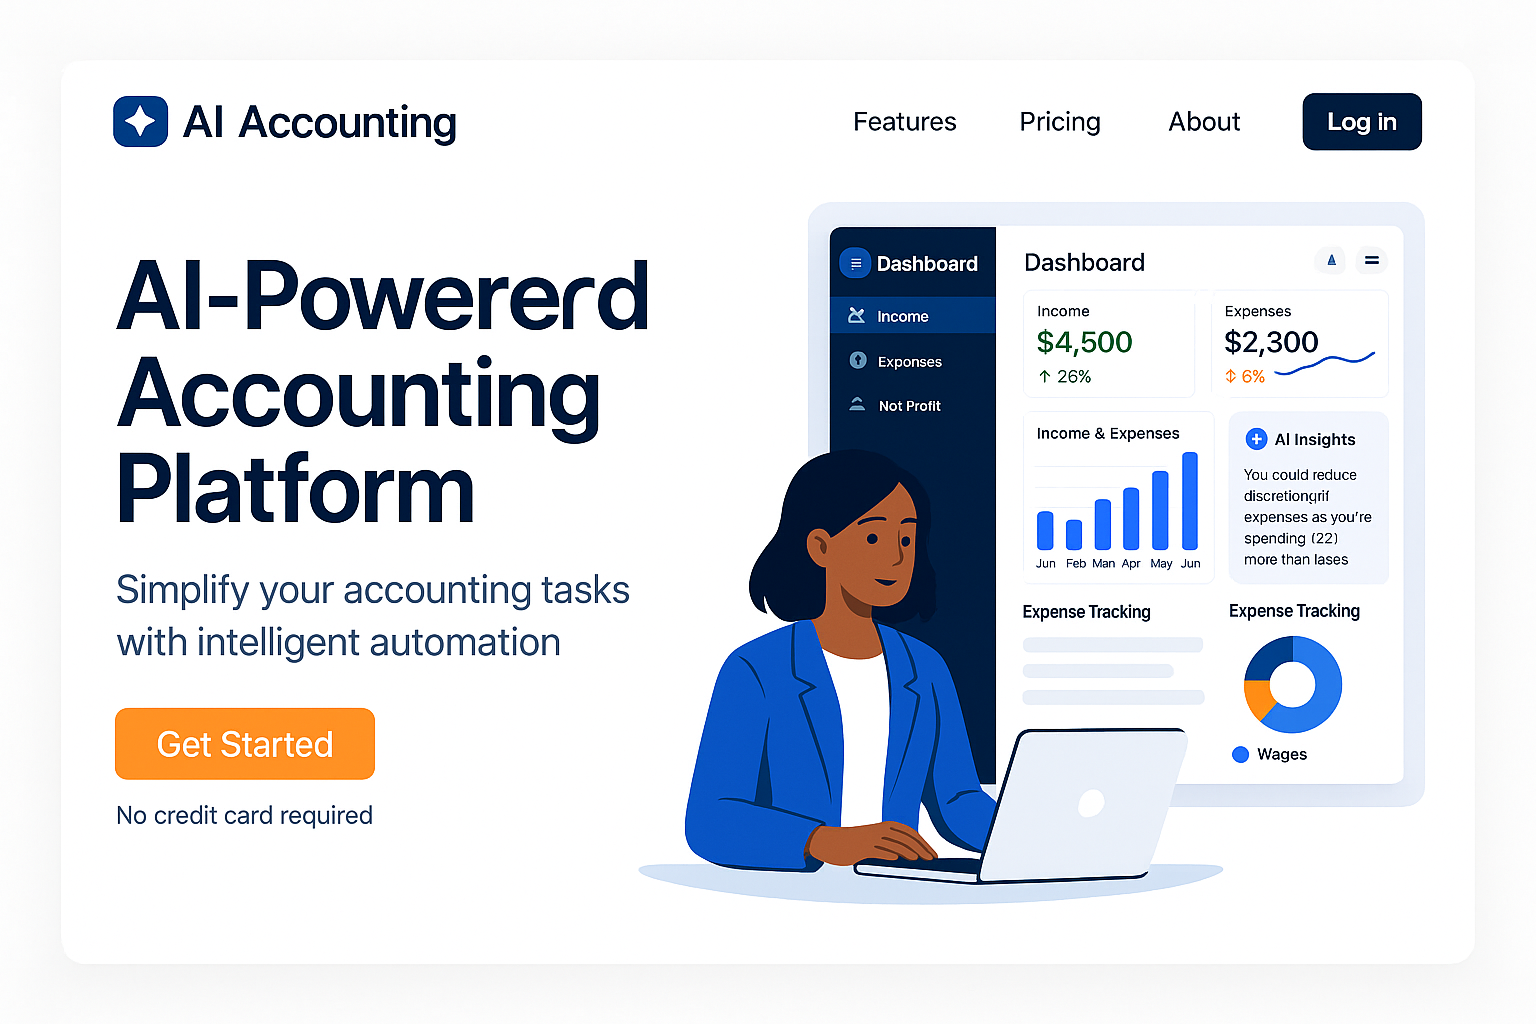 AI Accounting
Features Pricing About Log in
AI-Powererd
Accounting
Platform
Simplify your accounting tasks
with intelligent automation
Get Started
No credit card required
Dashboard
Income
Exponses
Not Profit
Dashboard
Income
$4,500
↑ 26%
Expenses
$2,300
↕ 6%
Income & Expenses
Jun Feb Man Apr May Jun
AI Insights
You could reduce
discretionqrif
expenses as you're
spending (22)
more than lases
Expense Tracking
Expense Tracking
Wages